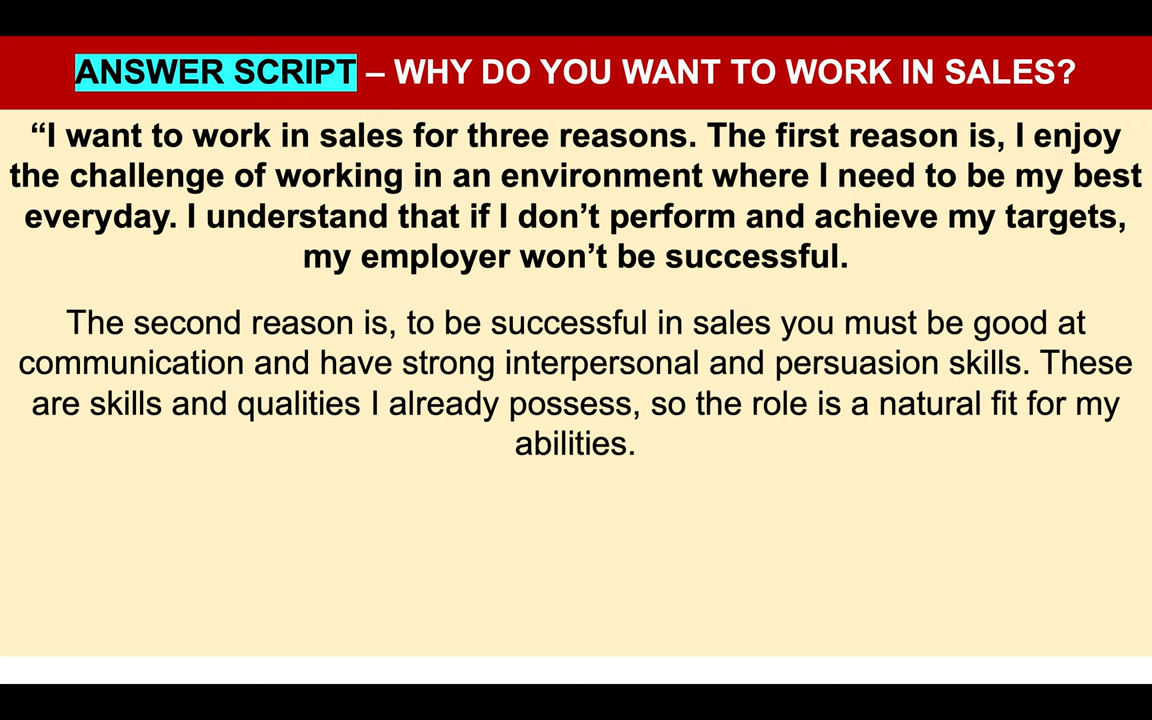 ANSWER SCRIPT – WHY DO YOU WANT TO WORK IN SALES?
“I want to work in sales for three reasons. The first reason is, I enjoy
the challenge of working in an environment where I need to be my best
everyday. I understand that if I don’t perform and achieve my targets,
my employer won’t be successful.
The second reason is, to be successful in sales you must be good at
communication and have strong interpersonal and persuasion skills. These
are skills and qualities I already possess, so the role is a natural fit for my
abilities.